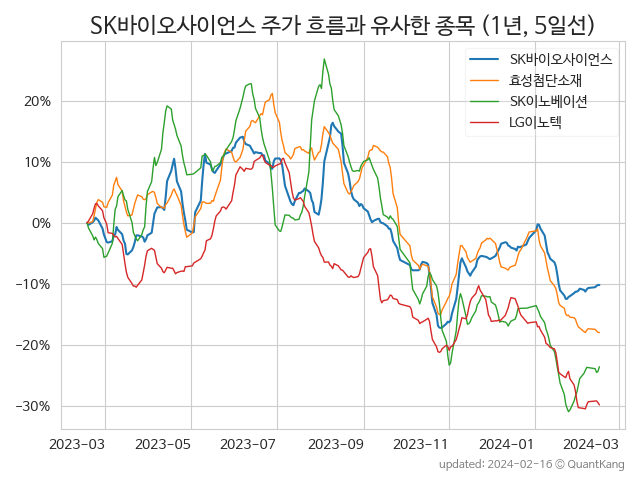 SK바이오사이언스 주가 흐름과 유사한 종목 (1년, 5일선)
SK바이오사이언스
효성첨단소재
SK이노베이션
LG이노텍
20%
10%
0%
−10%
−20%
−30%
2023-03
2023-05
2023-07
2023-09
2023-11
2024-01
2024-03
updated: 2024-02-16 © QuantKang